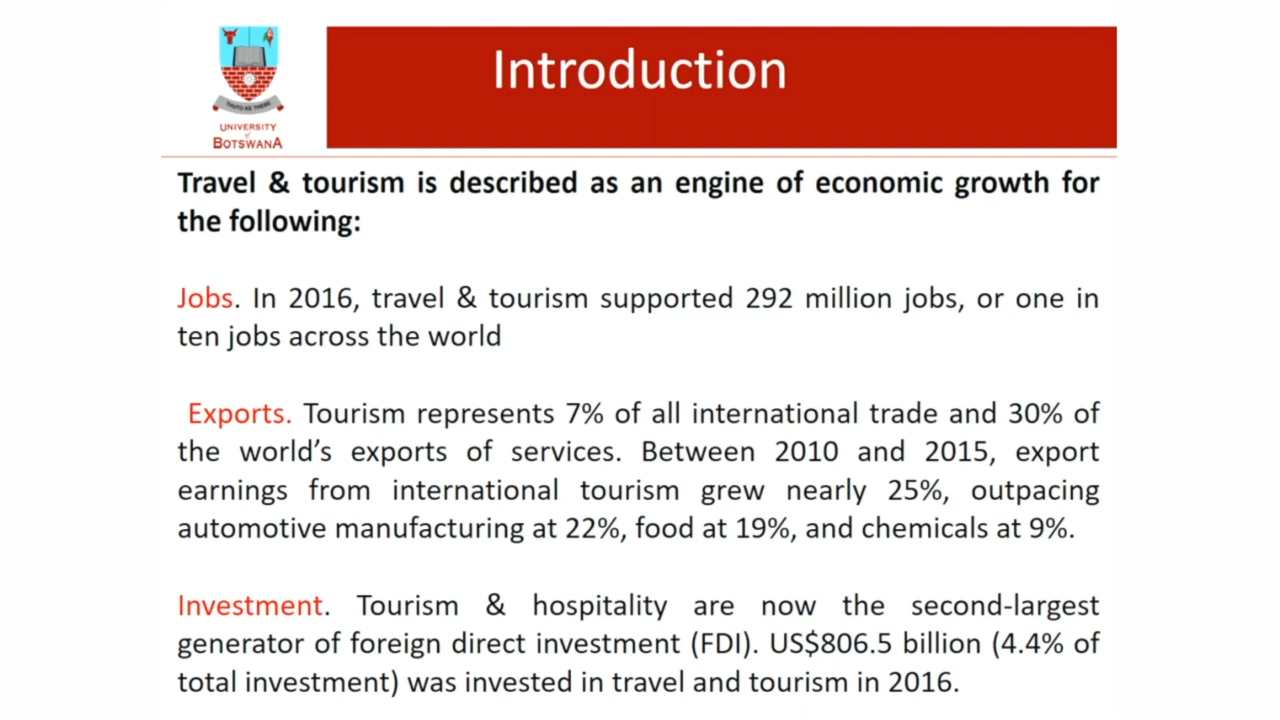 Introduction
THUTO KE THEBE
UNIVERSITY
of
BOTSWANA
Travel & tourism is described as an engine of economic growth for
the following:
Jobs. In 2016, travel & tourism supported 292 million jobs, or one in
ten jobs across the world
Exports. Tourism represents 7% of all international trade and 30% of
the world’s exports of services. Between 2010 and 2015, export
earnings from international tourism grew nearly 25%, outpacing
automotive manufacturing at 22%, food at 19%, and chemicals at 9%.
Investment. Tourism & hospitality are now the second-largest
generator of foreign direct investment (FDI). US$806.5 billion (4.4% of
total investment) was invested in travel and tourism in 2016.